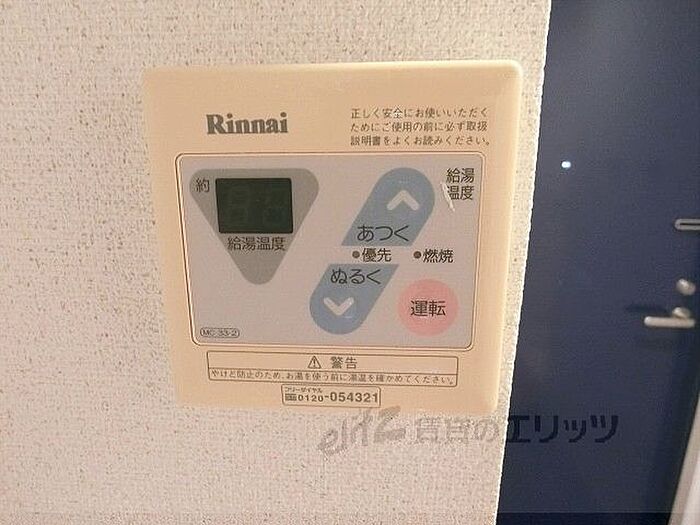 Rinnai
正しく安全にお使いいただく
ためにご使用の前に必ず取扱
説明書をよくお読みください。
約
給湯温度
給湯
温度
あつく
優先
燃焼
ぬるく
運転
MC-33-2
警告
やけど防止のため、お湯を使う前に湯温を確かめてください。
フリーダイヤル
0120-054321
elitz 賃貸のエリッツ